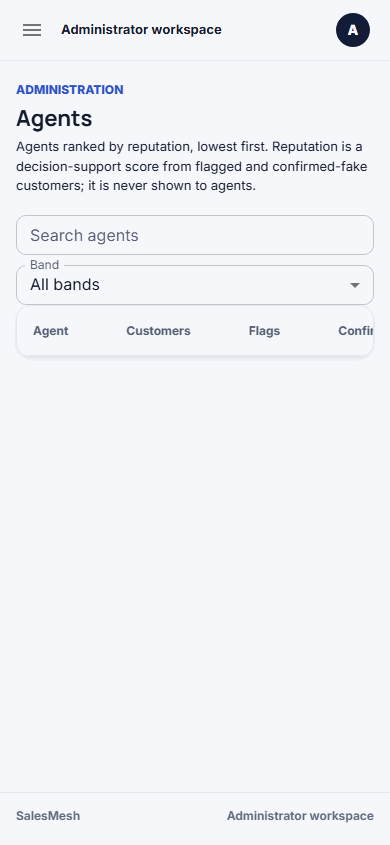 Administrator workspace
A
ADMINISTRATION
Agents
Agents ranked by reputation, lowest first. Reputation is a
decision-support score from flagged and confirmed-fake
customers; it is never shown to agents.
Search agents
Band
All bands
Agent Customers Flags
SalesMesh Administrator workspace